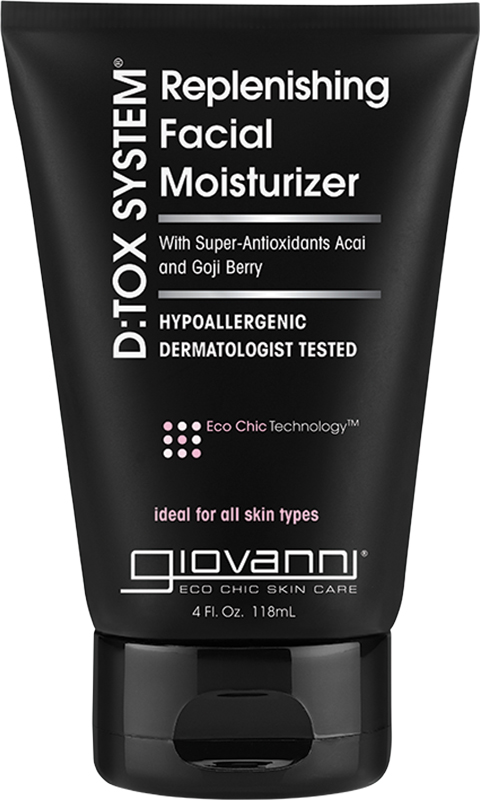 D:TOX SYSTEM®
Replenishing
Facial
Moisturizer
With Super-Antioxidants Acai
and Goji Berry
HYPOALLERGENIC
DERMATOLOGIST TESTED
Eco Chic Technology™
ideal for all skin types
giovanni®
ECO CHIC SKIN CARE
4 Fl. Oz. 118mL